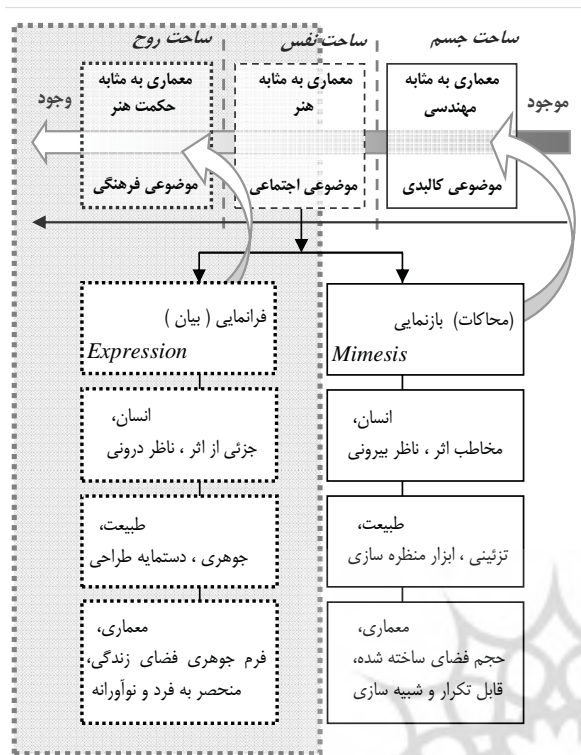 ساحت جسم
ساحت نفس
ساحت روح
موجود
معماری به مثابه
مهندسی
موضوعی کالبدی
معماری به مثابه
هنر
موضوعی اجتماعی
معماری به مثابه
حکمت هنر
موضوعی فرهنگی
وجود
(محاکات) بازنمایی
Mimesis
فرانمایی ( بیان )
Expression
انسان،
مخاطب اثر ، ناظر بیرونی
انسان،
جزئی از اثر ، ناظر درونی
طبیعت،
تزئینی ، ابزار منظره سازی
طبیعت،
جوهری ، دستمایه طراحی
معماری،
حجم فضای ساخته شده،
قابل تکرار و شبیه سازی
معماری،
فرم جوهری فضای زندگی،
منحصر به فرد و نوآورانه